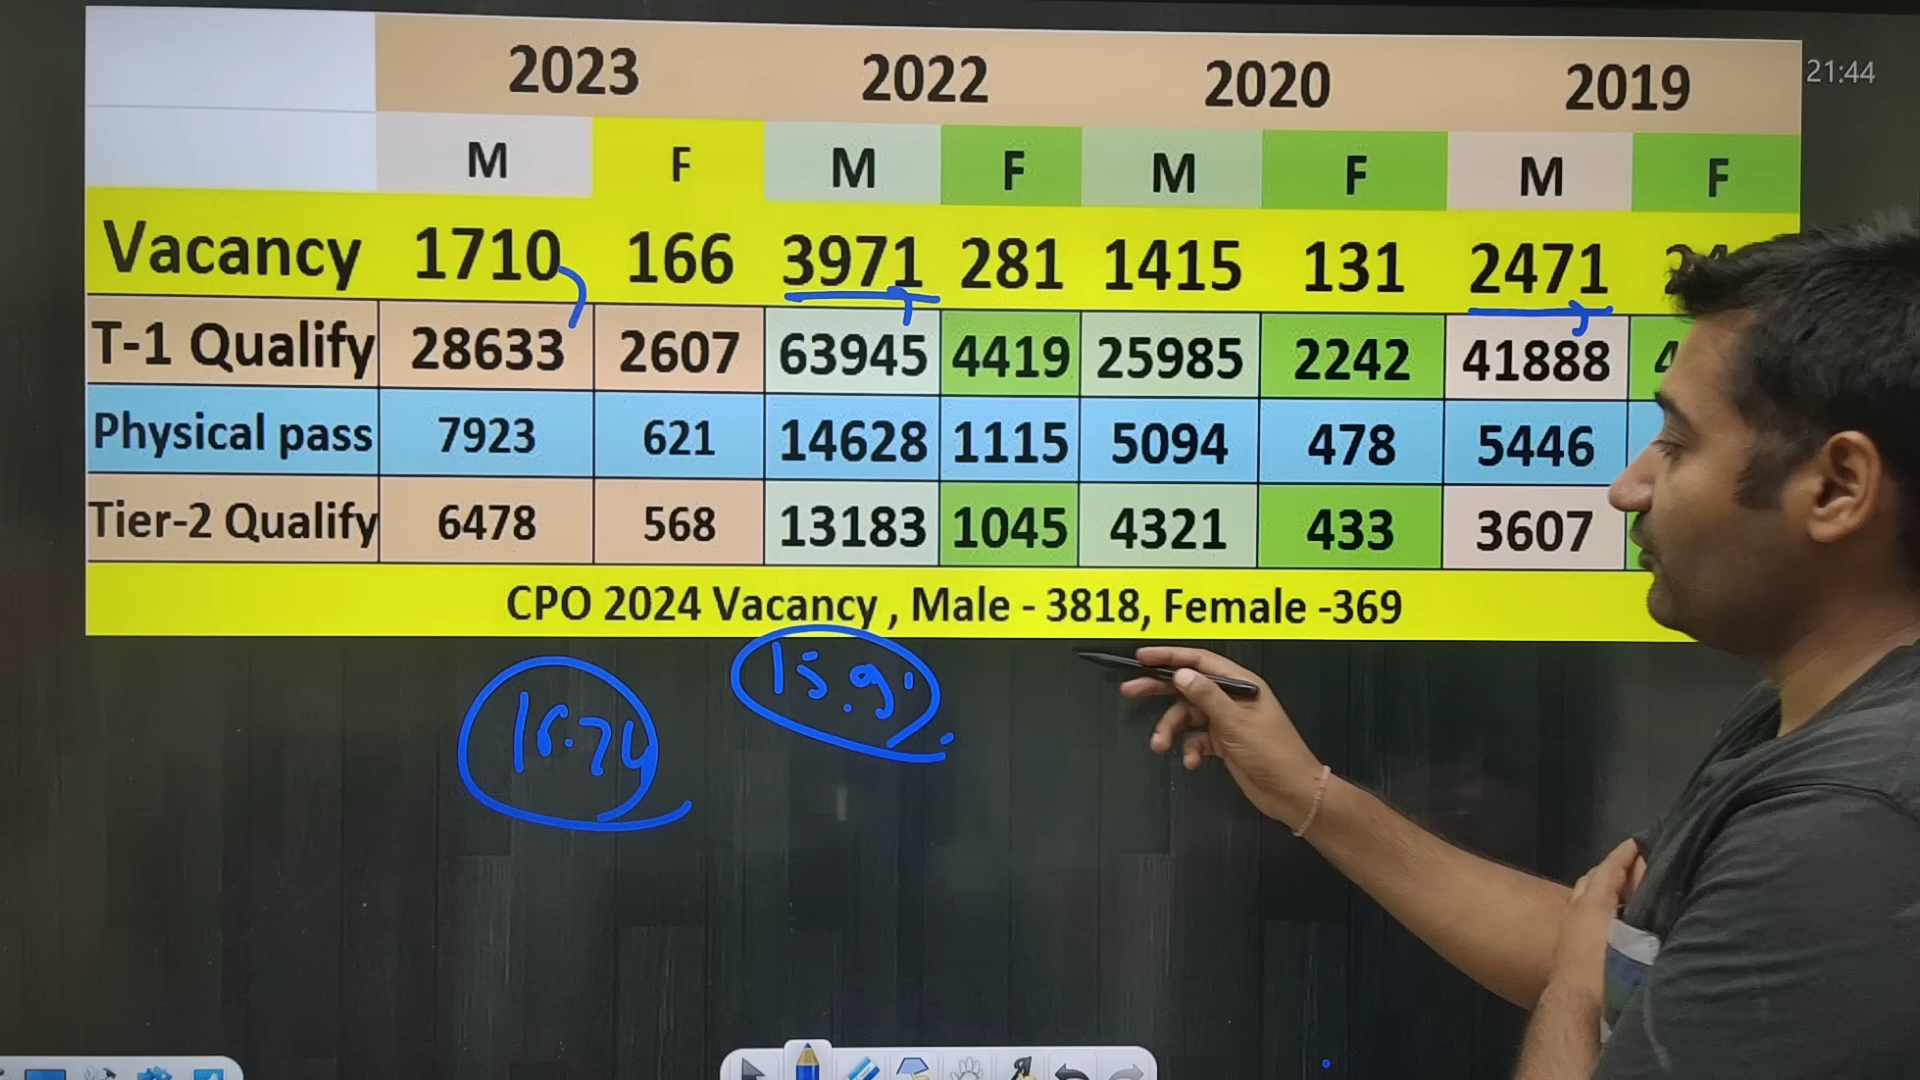 2023 2022 2020 2019
21:44
M F M F M F M F
Vacancy 1710 166 3971 281 1415 131 2471
T-1 Qualify 28633 2607 63945 4419 25985 2242 41888
Physical pass 7923 621 14628 1115 5094 478 5446
Tier-2 Qualify 6478 568 13183 1045 4321 433 3607
CPO 2024 Vacancy , Male - 3818, Female -369
15.91
16.74